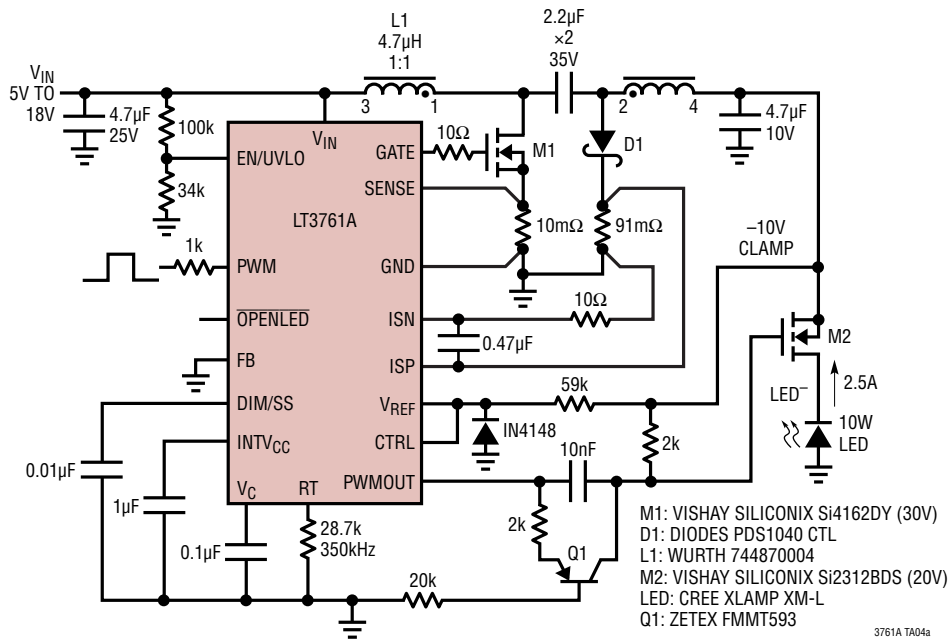 L1
4.7µH
1:1
2.2µF
×2
35V
VIN
5V TO
18V
4.7µF
25V
100k
34k
3
1
2
4
4.7µF
10V
VIN
EN/UVLO
GATE
10Ω
M1
D1
SENSE
LT3761A
10mΩ
91mΩ
–10V
CLAMP
1k
PWM
GND
10Ω
OPENLED
ISN
0.47µF
M2
FB
ISP
LED–
2.5A
DIM/SS
VREF
59k
10W
LED
INTVCC
CTRL
IN4148
2k
10nF
0.01µF
1µF
VC
RT
PWMOUT
0.1µF
28.7k
350kHz
2k
Q1
20k
M1: VISHAY SILICONIX Si4162DY (30V)
D1: DIODES PDS1040 CTL
L1: WURTH 744870004
M2: VISHAY SILICONIX Si2312BDS (20V)
LED: CREE XLAMP XM-L
Q1: ZETEX FMMT593
3761A TA04a